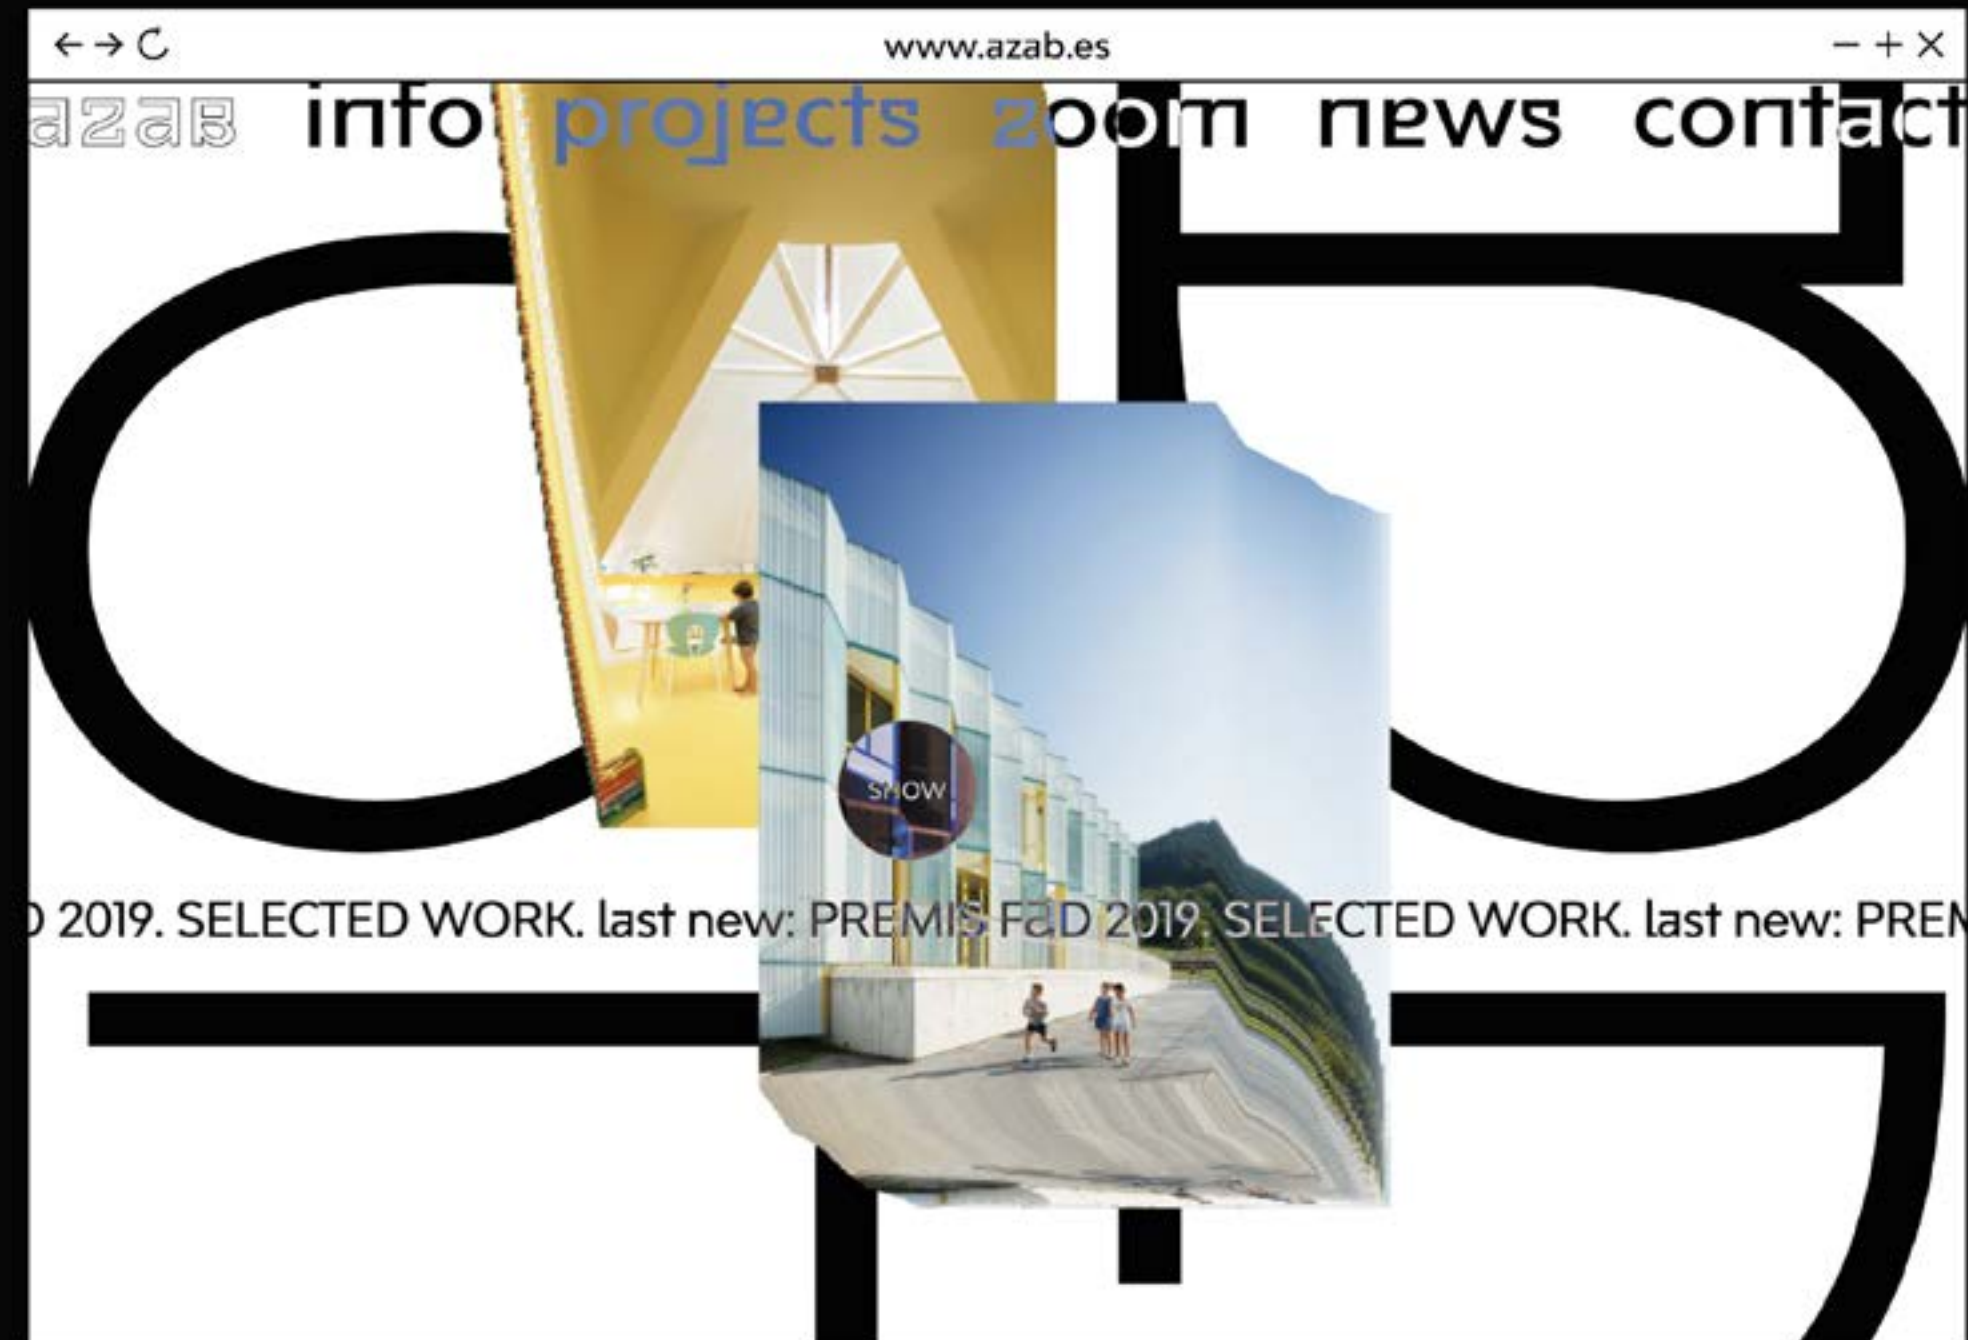 www.azab.es
azaB info projects zoom news contact
SHOW
2019. SELECTED WORK. last new: PREMIS FaD 2019. SELECTED WORK. last new: PREM